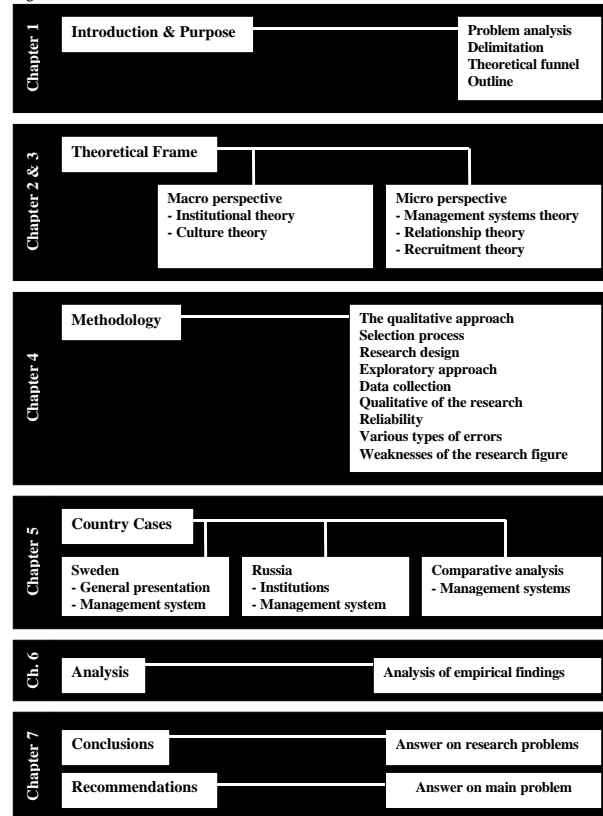 Chapter 1
Introduction & Purpose
Problem analysis
Delimitation
Theoretical funnel
Outline
Chapter 2 & 3
Theoretical Frame
Macro perspective
- Institutional theory
- Culture theory
Micro perspective
- Management systems theory
- Relationship theory
- Recruitment theory
Chapter 4
Methodology
The qualitative approach
Selection process
Research design
Exploratory approach
Data collection
Qualitative of the research
Reliability
Various types of errors
Weaknesses of the research figure
Chapter 5
Country Cases
Sweden
- General presentation
- Management system
Russia
- Institutions
- Management system
Comparative analysis
- Management systems
Ch. 6
Analysis
Analysis of empirical findings
Chapter 7
Conclusions
Answer on research problems
Recommendations
Answer on main problem